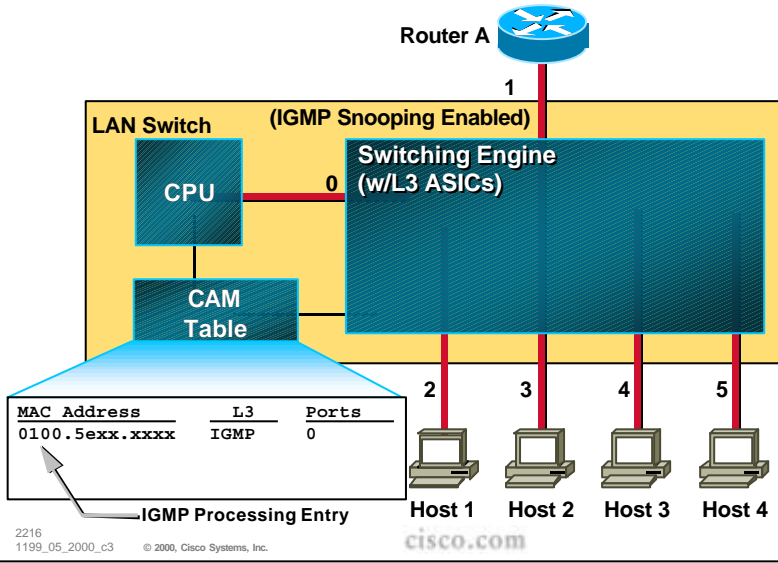 Router A
1
LAN Switch
(IGMP Snooping Enabled)
Switching Engine
(w/L3 ASICs)
CPU
0
CAM
Table
2
3
4
5
MAC Address L3 Ports
0100.5exx.xxxx IGMP 0
IGMP Processing Entry
Host 1
Host 2
Host 3
Host 4
2216
1199_05_2000_c3
© 2000, Cisco Systems, Inc.
cisco.com